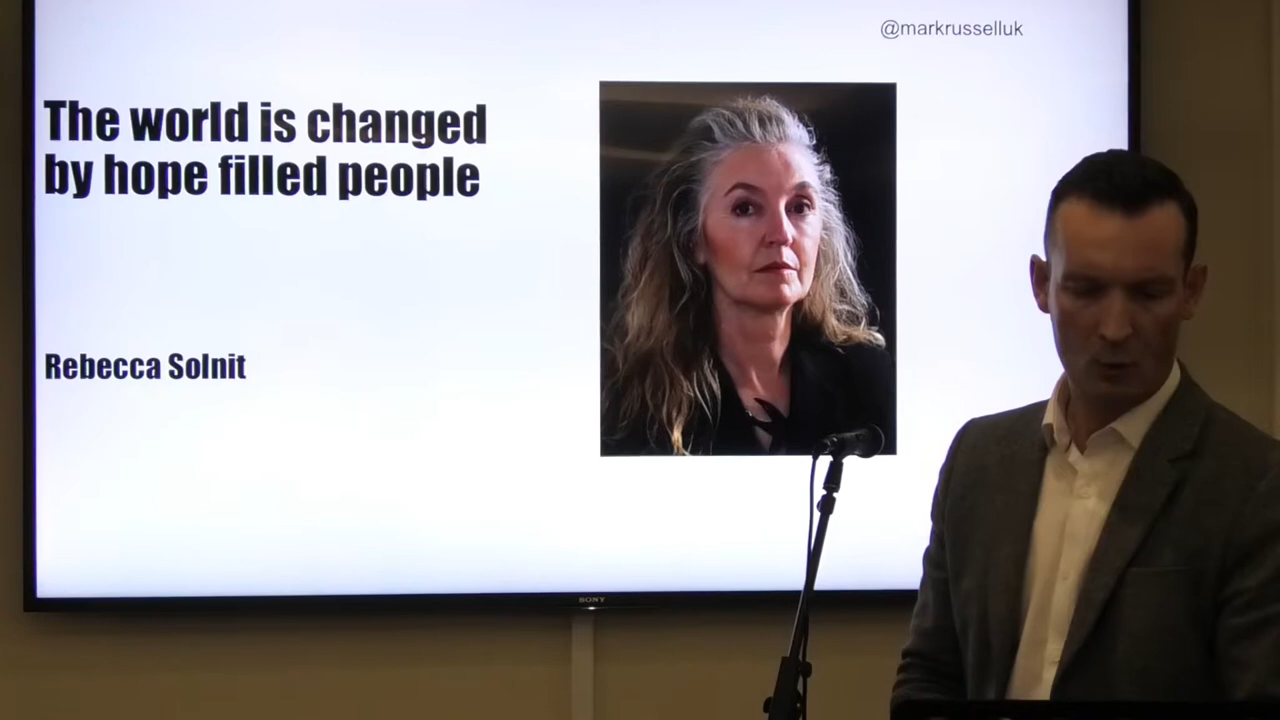 @markrusselluk
The world is changed
by hope filled people
Rebecca Solnit
SONY